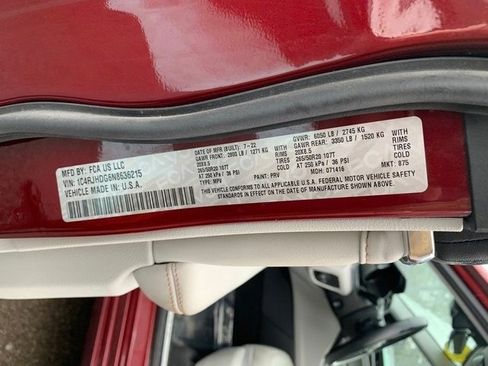 MFD BY: FCA US LLC
VIN: 1C4RJHDG6N8636215
VEHICLE MADE IN: U.S.A.
DATE OF MFR (BUILT): 7-22
GAWR FRONT: 2800 LB / 1271 KG
WITH
TIRES
RIMS
265/50R20 107T
20X8.5
AT 250 kPa / 36 PSI
COLD
TYPE: MPV
GVWR: 6050 LB / 2745 KG
GAWR REAR: 3350 LB / 1520 KG
WITH
TIRES
RIMS
265/50R20 107T
20X8.5
AT 250 kPa / 36 PSI
COLD
MDH: 071416
MKT: 875
PAINT: PRV
THIS VEHICLE CONFORMS TO ALL APPLICABLE U.S.A. FEDERAL MOTOR VEHICLE SAFETY
STANDARDS IN EFFECT ON THE DATE OF MANUFACTURE SHOWN ABOVE